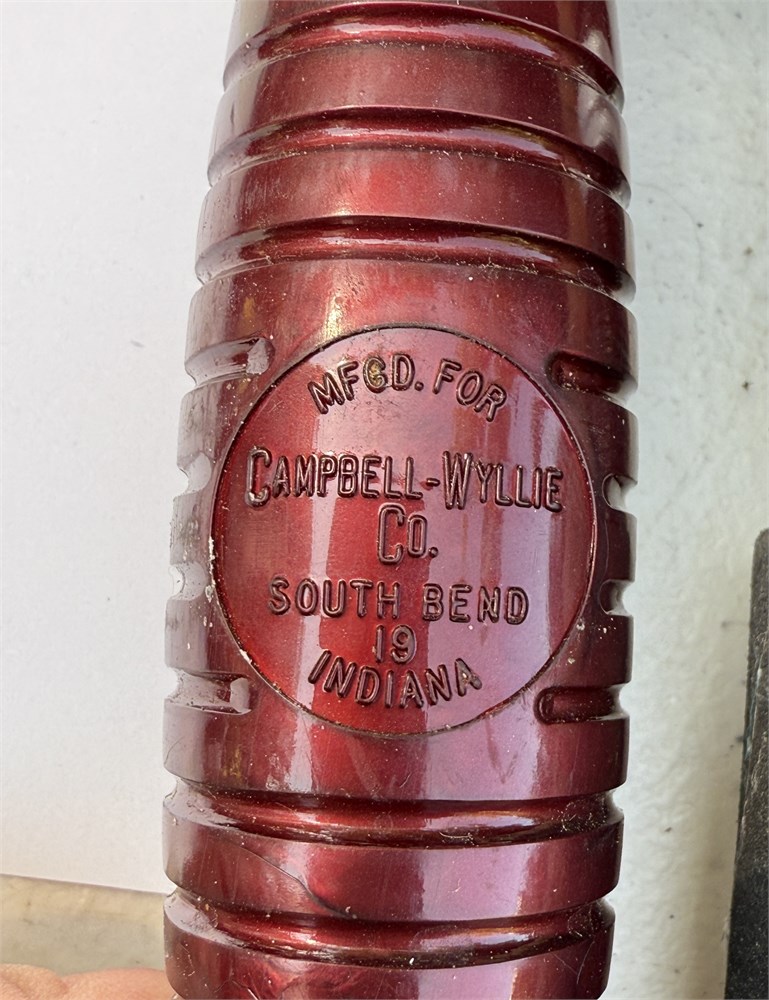 MFGD. FOR
CAMPBELL-WYLLIE
CO.
SOUTH BEND
19
INDIANA